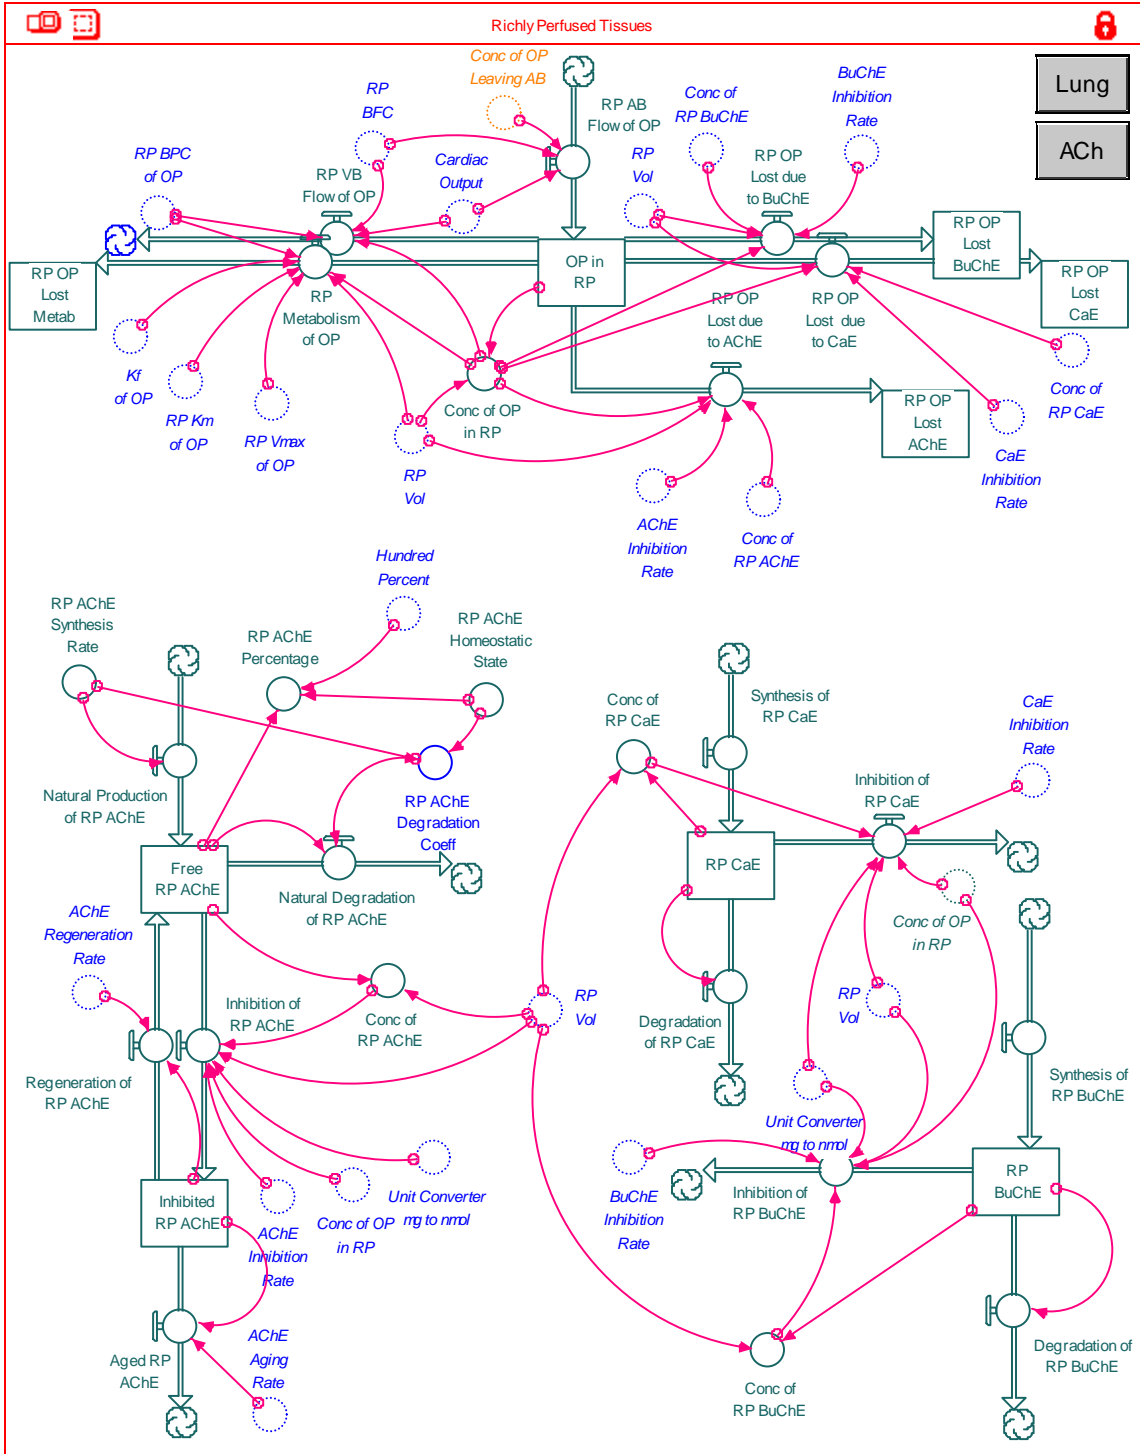 Richly Perfused Tissues
Lung
ACh
Conc of OP
Leaving AB
RP
BFC
RP AB
Flow of OP
Conc of
RP BuChE
BuChE
Inhibition
Rate
RP BPC
of OP
RP VB
Flow of OP
Cardiac
Output
RP
Vol
RP OP
Lost due
to BuChE
RP OP
Lost
BuChE
RP OP
Lost
Metab
OP in
RP
RP OP
Lost
CaE
RP
Metabolism
of OP
RP OP
Lost due
to AChE
RP OP
Lost due
to CaE
Kf
of OP
RP Km
of OP
RP Vmax
of OP
Conc of OP
in RP
RP
Vol
RP OP
Lost
AChE
Conc of
RP CaE
CaE
Inhibition
Rate
AChE
Inhibition
Rate
Conc of
RP AChE
Hundred
Percent
RP AChE
Synthesis
Rate
RP AChE
Percentage
RP AChE
Homeostatic
State
Natural Production
of RP AChE
RP AChE
Degradation
Coeff
Free
RP AChE
Natural Degradation
of RP AChE
AChE
Regeneration
Rate
Inhibition of
RP AChE
Conc of
RP AChE
RP
Vol
Regeneration of
RP AChE
Inhibited
RP AChE
AChE
Inhibition
Rate
Conc of OP
in RP
Unit Converter
mg to nmol
Aged RP
AChE
AChE
Aging
Rate
Conc of
RP CaE
Synthesis of
RP CaE
CaE
Inhibition
Rate
Inhibition of
RP CaE
RP CaE
Conc of OP
in RP
Degradation
of RP CaE
RP
Vol
Synthesis of
RP BuChE
Unit Converter
mg to nmol
BuChE
Inhibition
Rate
Inhibition of
RP BuChE
RP
BuChE
Conc of
RP BuChE
Degradation of
RP BuChE